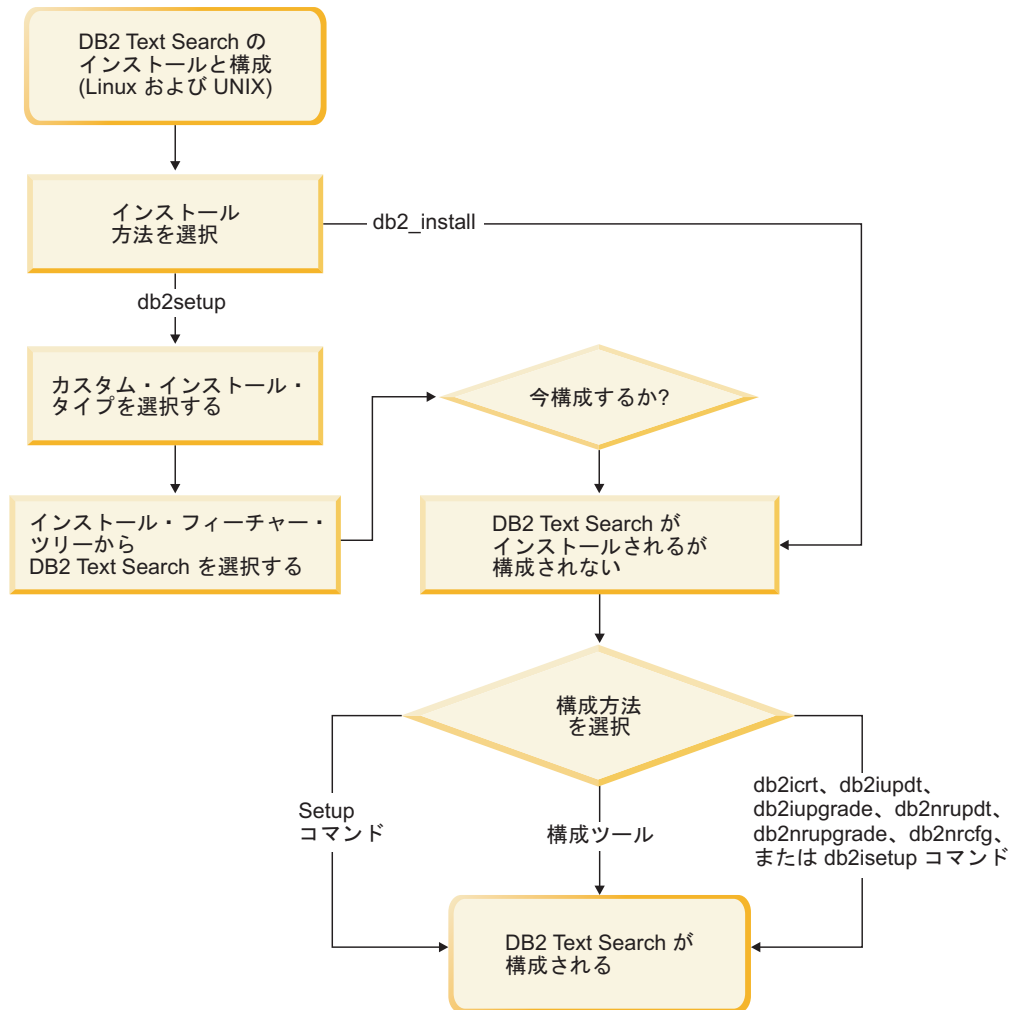 DB2 Text Search の
インストールと構成
(Linux および UNIX)
インストール
方法を選択
db2_install
db2setup
カスタム・インストール・
タイプを選択する
今構成するか?
インストール・フィーチャー・
ツリーから
DB2 Text Search を選択する
DB2 Text Search が
インストールされるが
構成されない
構成方法
を選択
Setup
コマンド
構成ツール
db2icrt、db2iupdt、
db2iupgrade、db2nrupdt、
db2nrupgrade、db2nrcfg、
または db2isetup コマンド
DB2 Text Search が
構成される